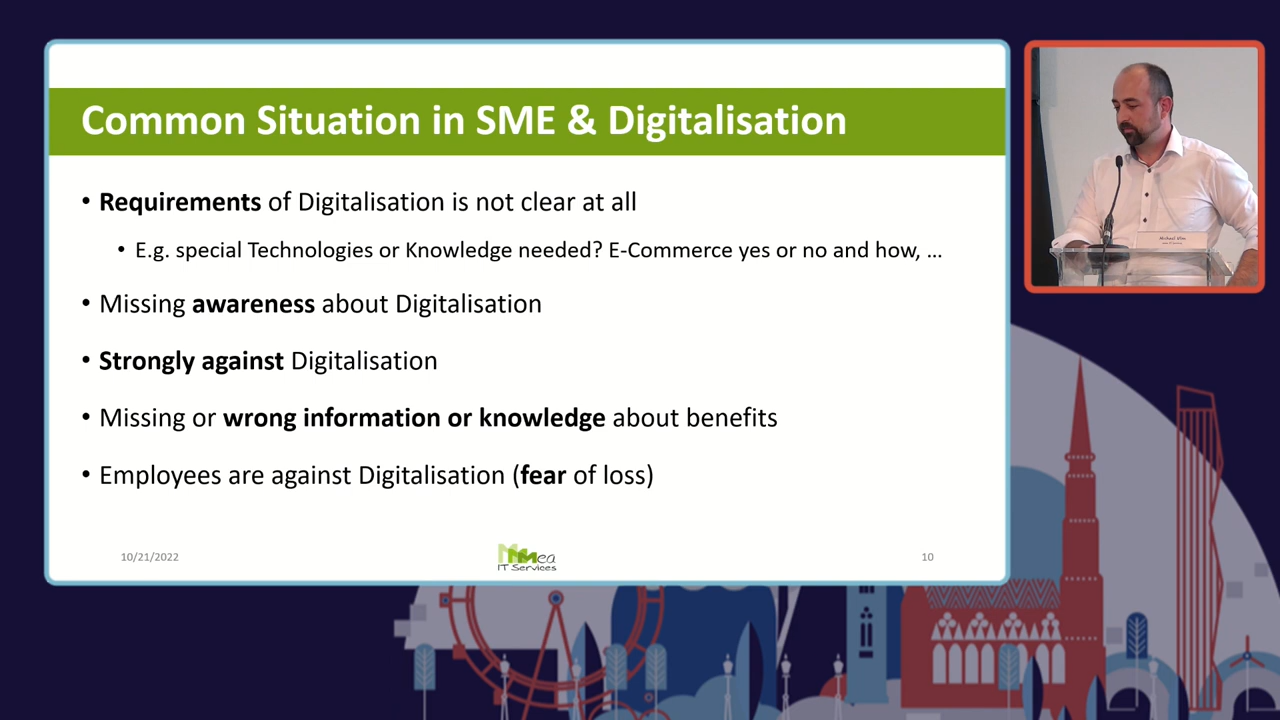 Common Situation in SME & Digitalisation
• Requirements of Digitalisation is not clear at all
• E.g. special Technologies or Knowledge needed? E-Commerce yes or no and how, ...
• Missing awareness about Digitalisation
• Strongly against Digitalisation
• Missing or wrong information or knowledge about benefits
• Employees are against Digitalisation (fear of loss)
10/21/2022
Mea
IT Services
10